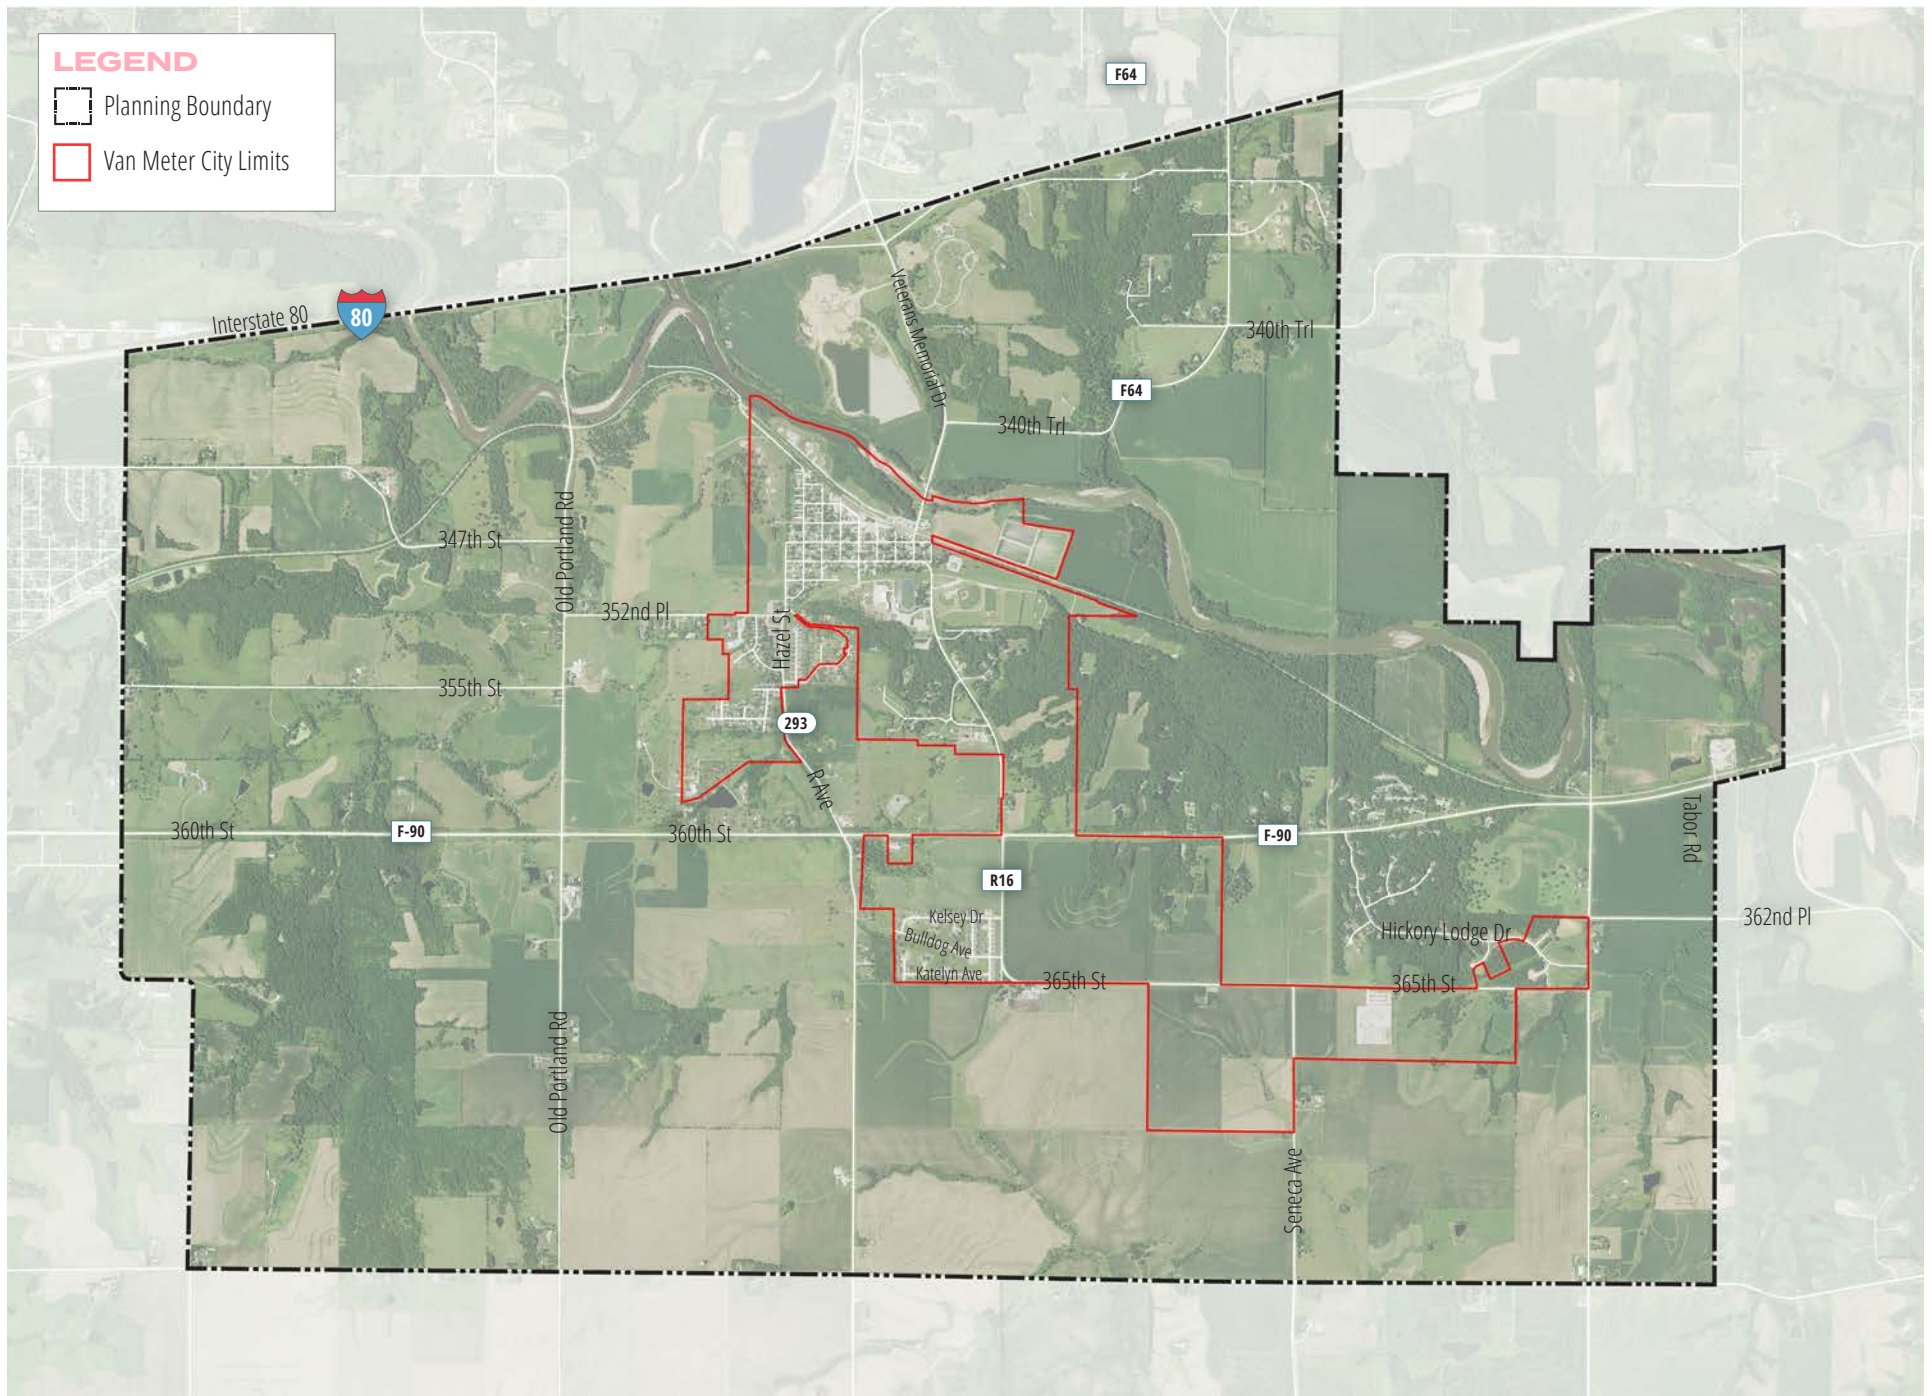 LEGEND
Planning Boundary
Van Meter City Limits
F64
Interstate 80
80
Veterans Memorial Dr
340th Trl
F64
340th Trl
Old Portland Rd
347th St
352nd Pl
Hazel St
355th St
293
R Ave
360th St
F-90
360th St
F-90
Tabor Rd
R16
Kelsey Dr
Bulldog Ave
Katelyn Ave
365th St
Hickory Lodge Dr
362nd Pl
365th St
Old Portland Rd
Seneca Ave